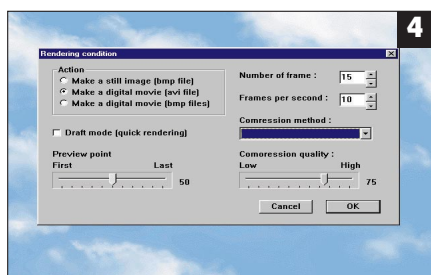 4
Rendering condition
Action
Make a still image (bmp file)
Make a digital movie (avi file)
Make a digital movie (bmp files)
Number of frame : 15
Frames per second : 10
Comression method :
Draft mode (quick rendering)
Preview point
First Last
50
Comoression quality :
Low High
75
Cancel OK